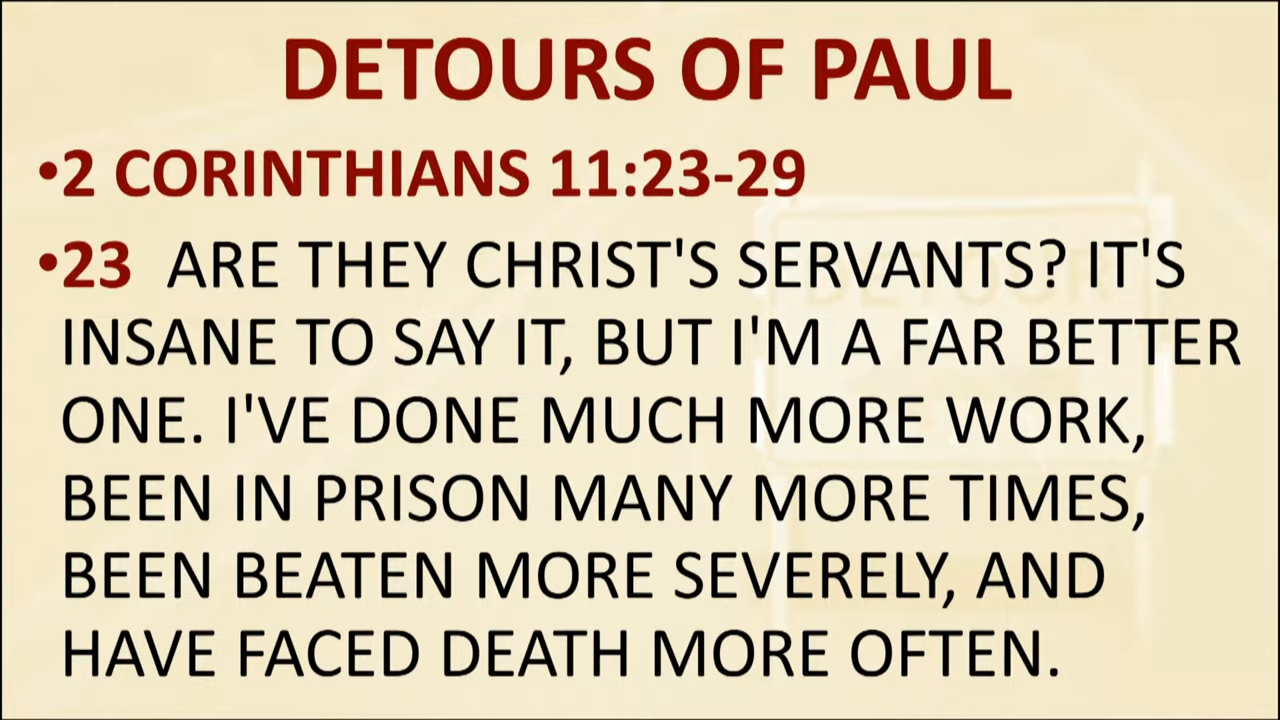 DETOURS OF PAUL
•2 CORINTHIANS 11:23-29
•23 ARE THEY CHRIST'S SERVANTS? IT'S
INSANE TO SAY IT, BUT I'M A FAR BETTER
ONE. I'VE DONE MUCH MORE WORK,
BEEN IN PRISON MANY MORE TIMES,
BEEN BEATEN MORE SEVERELY, AND
HAVE FACED DEATH MORE OFTEN.